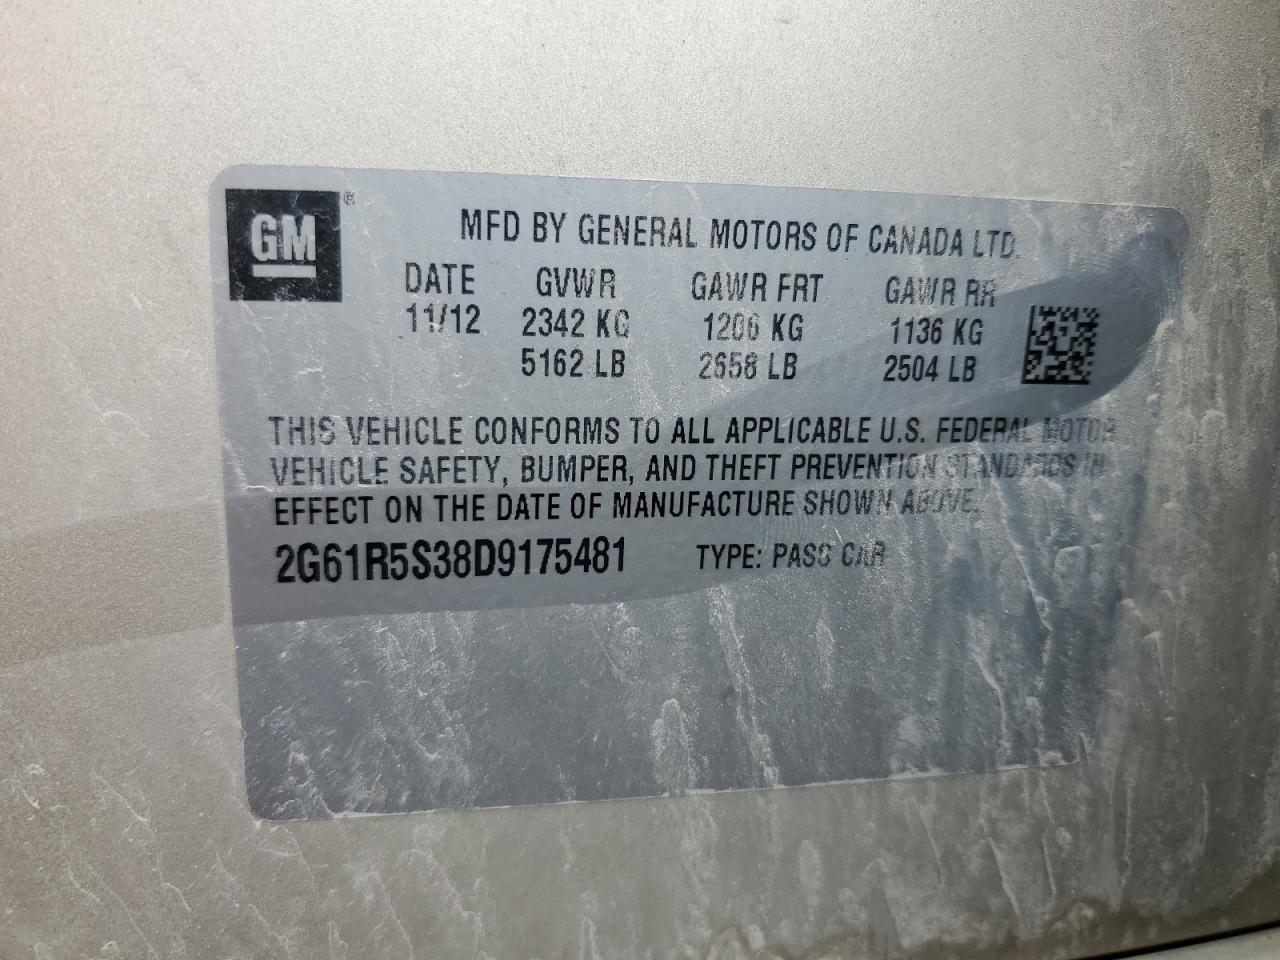 GM ®
MFD BY GENERAL MOTORS OF CANADA LTD.
DATE GVWR GAWR FRT GAWR RR
11/12 2342 KG 1206 KG 1136 KG
5162 LB 2658 LB 2504 LB
THIS VEHICLE CONFORMS TO ALL APPLICABLE U.S. FEDERAL MOTOR
VEHICLE SAFETY, BUMPER, AND THEFT PREVENTION STANDARDS IN
EFFECT ON THE DATE OF MANUFACTURE SHOWN ABOVE.
2G61R5S38D9175481 TYPE: PASS CAR